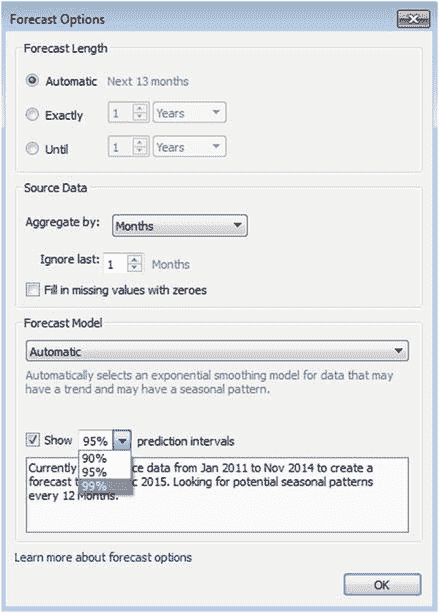 Forecast Options
Forecast Length
Automatic Next 13 months
Exactly 1 Years
Until 1 Years
Source Data
Aggregate by: Months
Ignore last: 1 Months
Fill in missing values with zeroes
Forecast Model
Automatic
Automatically selects an exponential smoothing model for data that may
have a trend and may have a seasonal pattern.
Show 95% prediction intervals
90%
95%
99%
Currently ce data from Jan 2011 to Nov 2014 to create a
forecast c 2015. Looking for potential seasonal patterns
every 12 Months.
Learn more about forecast options
OK